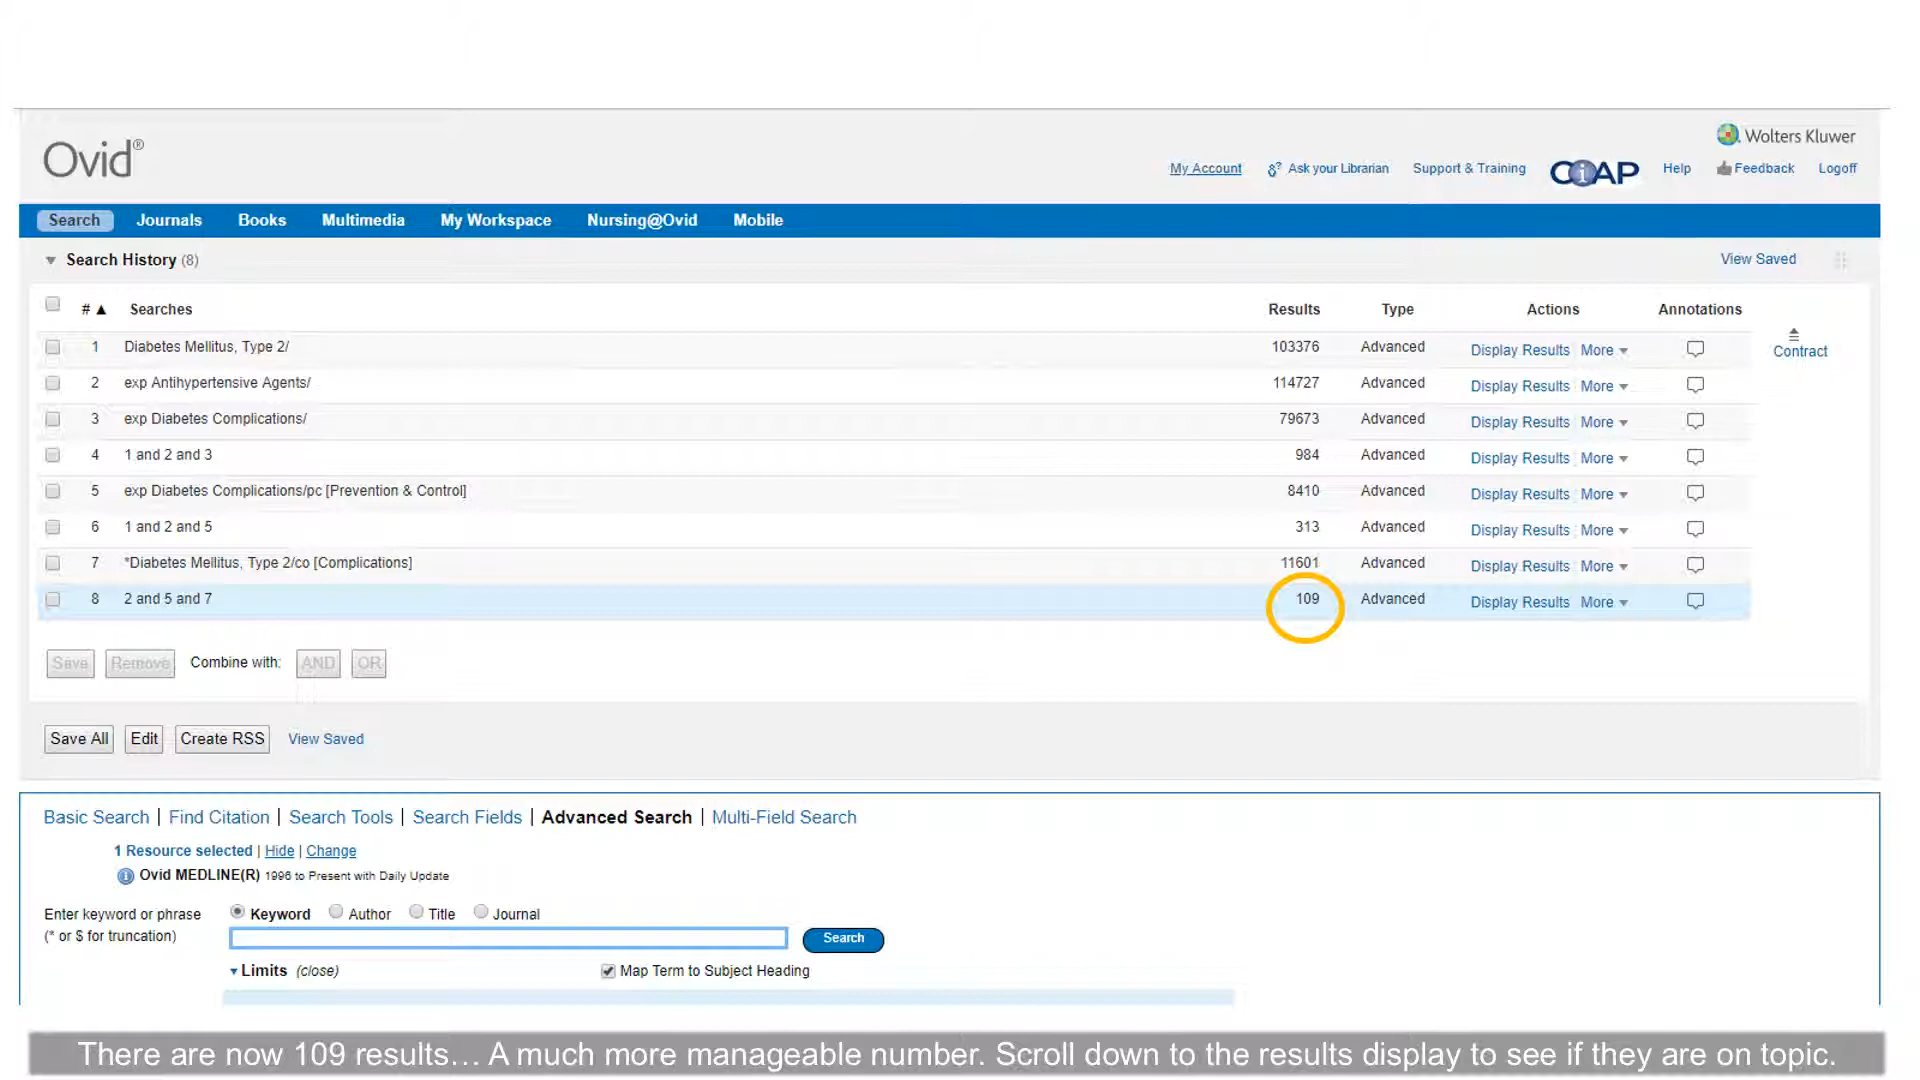 Ovid®
Wolters Kluwer
My Account Ask your Librarian Support & Training CiAP Help Feedback Logoff
Search Journals Books Multimedia My Workspace Nursing@Ovid Mobile
Search History (8) View Saved
# ▲ Searches Results Type Actions Annotations
1 Diabetes Mellitus, Type 2/ 103376 Advanced Display Results More
Contract
2 exp Antihypertensive Agents/ 114727 Advanced Display Results More
3 exp Diabetes Complications/ 79673 Advanced Display Results More
4 1 and 2 and 3 984 Advanced Display Results More
5 exp Diabetes Complications/pc [Prevention & Control] 8410 Advanced Display Results More
6 1 and 2 and 5 313 Advanced Display Results More
7 *Diabetes Mellitus, Type 2/co [Complications] 11601 Advanced Display Results More
8 2 and 5 and 7 109 Advanced Display Results More
Save Remove Combine with: AND OR
Save All Edit Create RSS View Saved
Basic Search | Find Citation | Search Tools | Search Fields | Advanced Search | Multi-Field Search
1 Resource selected | Hide | Change
Ovid MEDLINE(R) 1996 to Present with Daily Update
Enter keyword or phrase Keyword Author Title Journal
(* or $ for truncation) Search
Limits (close) Map Term to Subject Heading
There are now 109 results… A much more manageable number. Scroll down to the results display to see if they are on topic.